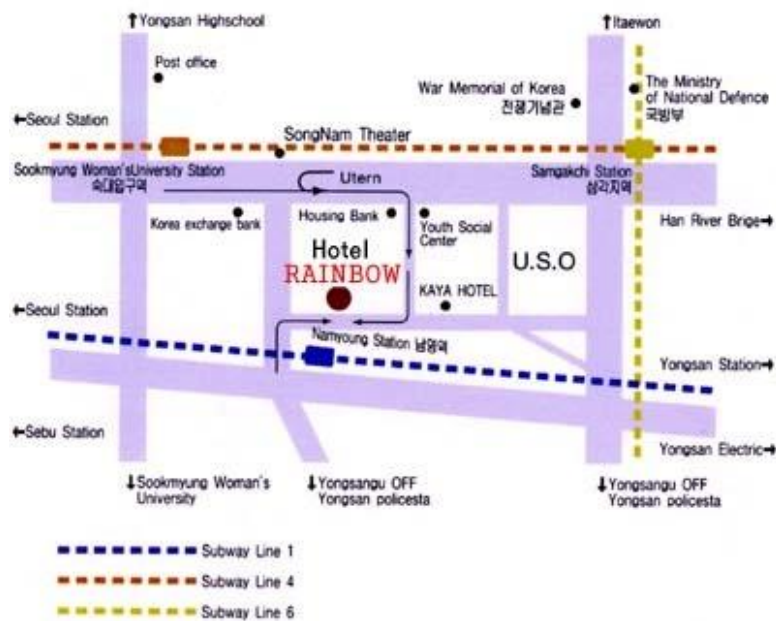 ↑Yongsan Highschool
↑Itaewon
Post office
War Memorial of Korea
전쟁기념관
The Ministry
of National Defence
국방부
←Seoul Station
SongNam Theater
Sookmyung Woman'sUniversity Station
숙대입구역
Utern
Samgakchi Station
삼각지역
Korea exchange bank
Housing Bank
Youth Social
Center
Han River Brige→
Hotel
RAINBOW
U.S.O
KAYA HOTEL
←Seoul Station
Namyoung Station 남영역
Yongsan Station→
←Sebu Station
Yongsan Electric→
↓Sookmyung Woman's
University
↓Yongsangu OFF
Yongsan policesta
↓Yongsangu OFF
Yongsan policesta
Subway Line 1
Subway Line 4
Subway Line 6